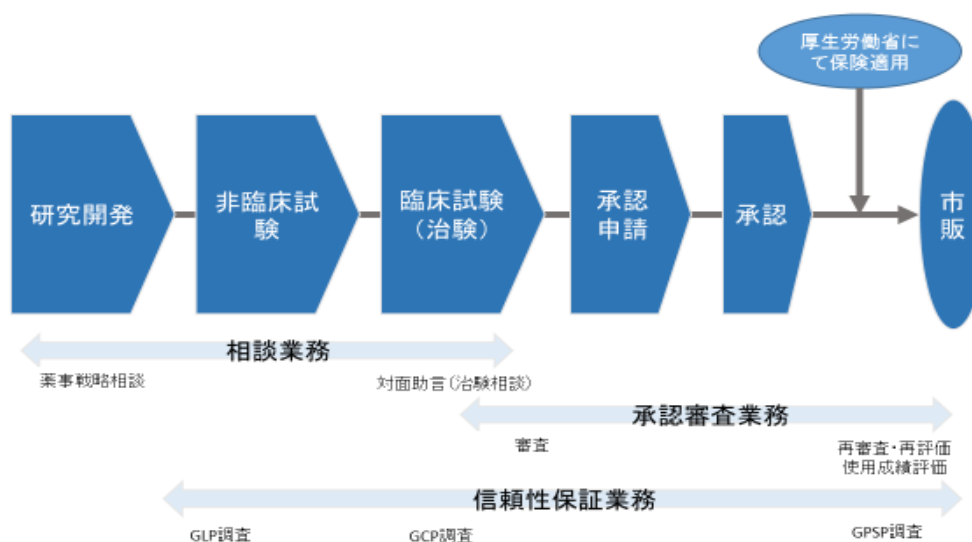 厚生労働省に
て保険適用
研究開発
非臨床試
験
臨床試験
（治験）
承認
申請
承認
市
販
相談業務
薬事戦略相談
対面助言（治験相談）
承認審査業務
審査
再審査・再評価
使用成績評価
信頼性保証業務
GLP調査
GCP調査
GPSP調査